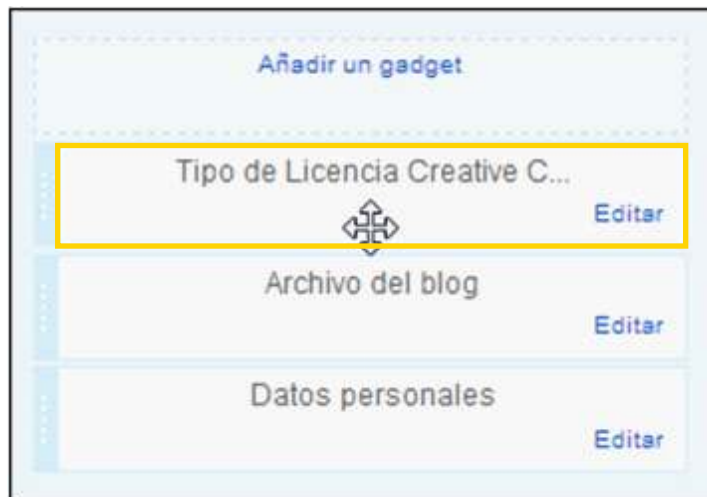 Añadir un gadget
Tipo de Licencia Creative C...
Editar
Archivo del blog
Editar
Datos personales
Editar